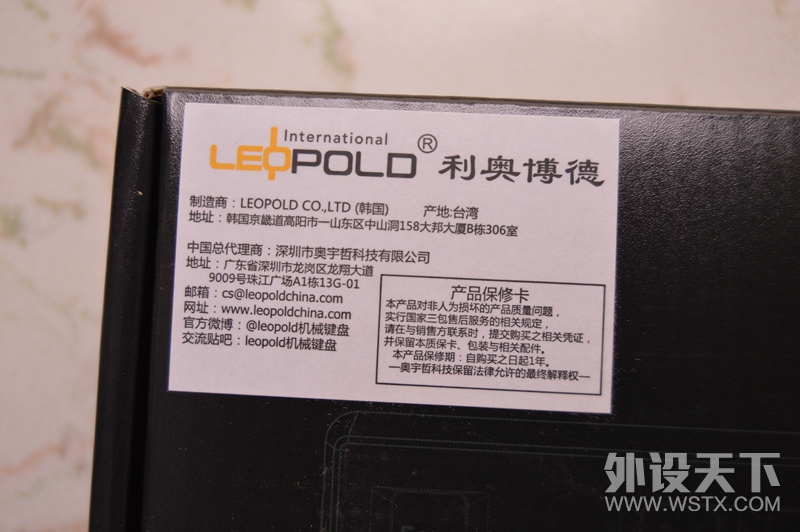 International
LEOPOLD® 利奥博德
制造商：LEOPOLD CO.,LTD (韩国) 产地:台湾
地址：韩国京畿道高阳市一山东区中山洞158大邦大厦B栋306室
中国总代理商：深圳市奥宇哲科技有限公司
地址：广东省深圳市龙岗区龙翔大道
9009号珠江广场A1栋13G-01
邮箱：cs@leopoldchina.com
网址：www.leopoldchina.com
官方微博：@leopold机械键盘
交流贴吧：leopold机械键盘
产品保修卡
本产品对非人为损坏的产品质量问题，
实行国家三包售后服务的相关规定，
请在与销售方联系时，提交购买之相关凭证，
并保留本质保卡、包装与相关配件。
本产品保修期：自购买之日起1年。
—奥宇哲科技保留法律允许的最终解释权—
外设天下
WWW.WSTX.COM